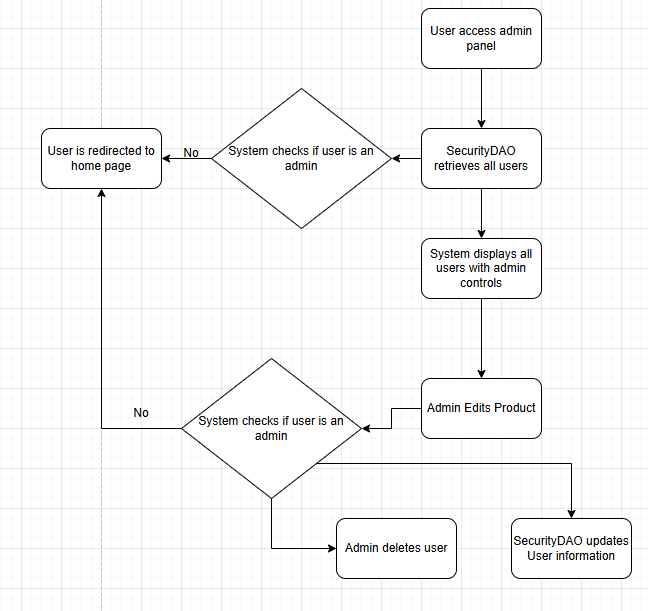 User access admin
panel
User is redirected to
home page
No
System checks if user is an
admin
SecurityDAO
retrieves all users
System displays all
users with admin
controls
Admin Edits Product
No
System checks if user is an
admin
Admin deletes user
SecurityDAO updates
User information